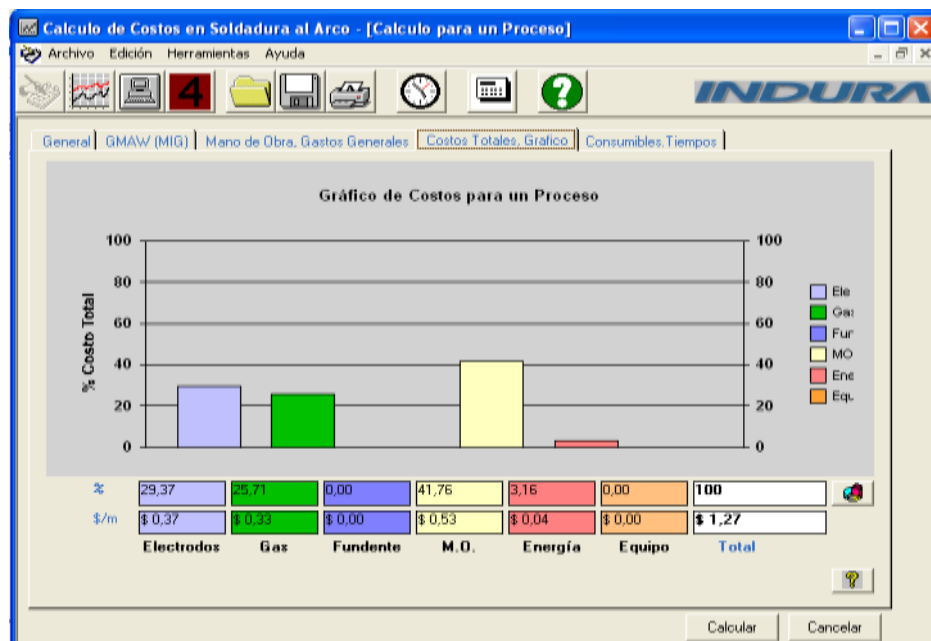 Calculo de Costos en Soldadura al Arco - [Calculo para un Proceso]
Archivo Edición Herramientas Ayuda
4 ? INDURA
General GMAW (MIG) Mano de Obra, Gastos Generales Costos Totales, Grafico Consumibles.Tiempos
Gráfico de Costos para un Proceso
% Costo Total
100 100
80 80
60 60
40 40
20 20
0 0
Ele
Gas
Fur
MO
Ene
Equ
% 29,37 25,71 0,00 41,76 3,16 0,00 100
$/m $ 0,37 $ 0,33 $ 0,00 $ 0,53 $ 0,04 $ 0,00 $ 1,27
Electrodos Gas Fundente M.O. Energía Equipo Total
?
Calcular Cancelar